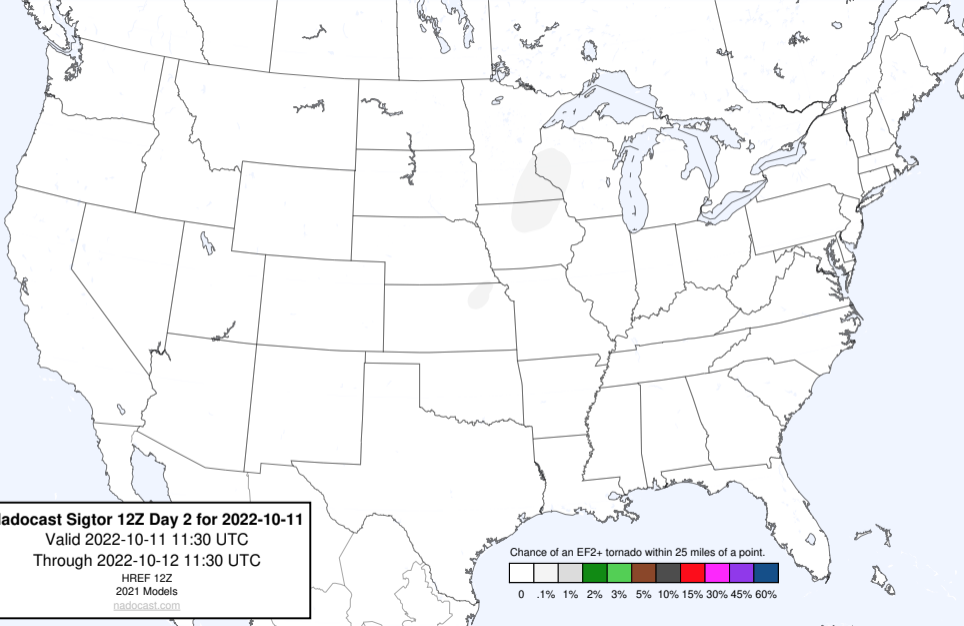 adocast Sigtor 12Z Day 2 for 2022-10-11
Valid 2022-10-11 11:30 UTC
Through 2022-10-12 11:30 UTC
HREF 12Z
2021 Models
nadocast.com
Chance of an EF2+ tornado within 25 miles of a point.
0 .1% 1% 2% 3% 5% 10% 15% 30% 45% 60%